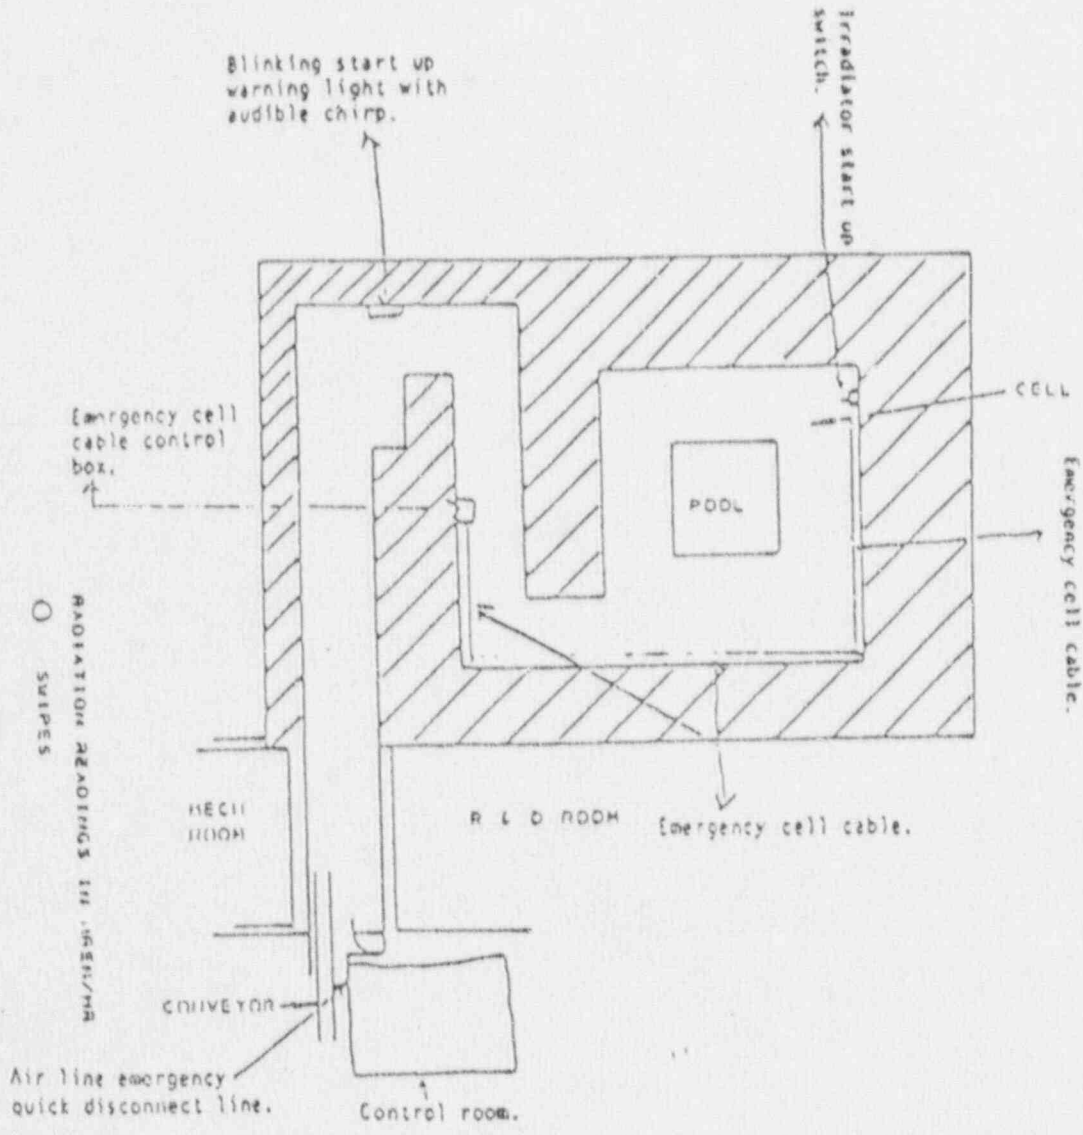 Blinking start up
warning light with
audible chirp.
Irradiator start up
switch.
Emergency cell
cable control
box.
CELL
POOL
Emergency cell cable.
RADIATION READINGS IN
SWIPES
MECH
ROOM
R & D ROOM
Emergency cell cable.
CONVEYOR
Air line emergency
quick disconnect line.
Control room.